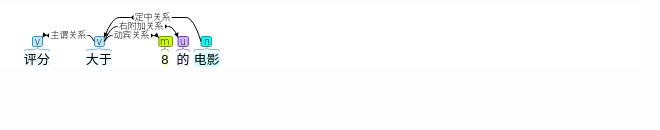 定中关系
右附加关系
主谓关系 动宾关系
v v m u n
评分 大于 8 的 电影